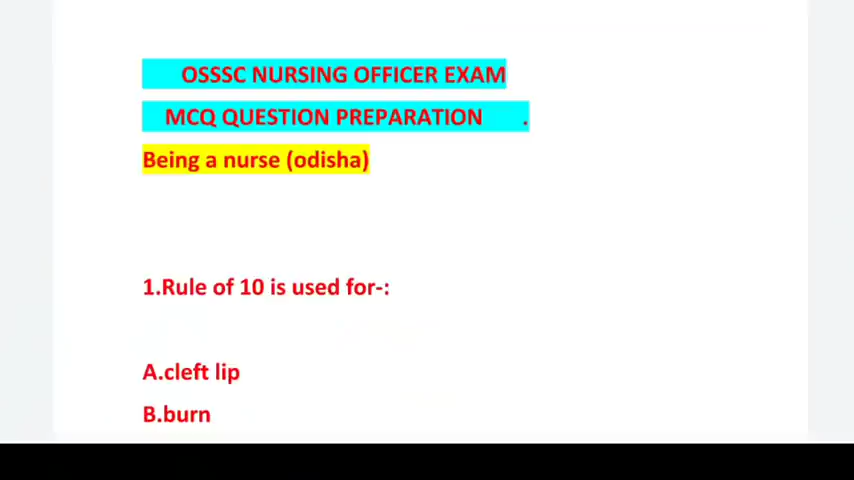 OSSSC NURSING OFFICER EXAM
MCQ QUESTION PREPARATION .
Being a nurse (odisha)
1.Rule of 10 is used for-:
A.cleft lip
B.burn